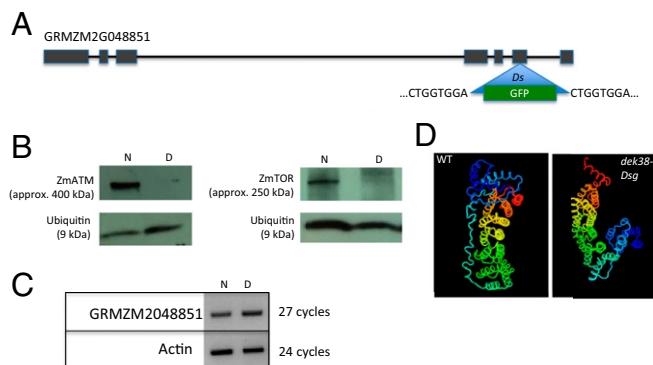 A
GRMZM2G048851
Ds
...CTGGTGGA
GFP
CTGGTGGA...
B
N D
ZmATM
(approx. 400 kDa)
Ubiquitin
(9 kDa)
N D
ZmTOR
(approx. 250 kDa)
Ubiquitin
(9 kDa)
C
N D
GRMZM2048851
27 cycles
Actin
24 cycles
D
WT
dek38-
Dsg